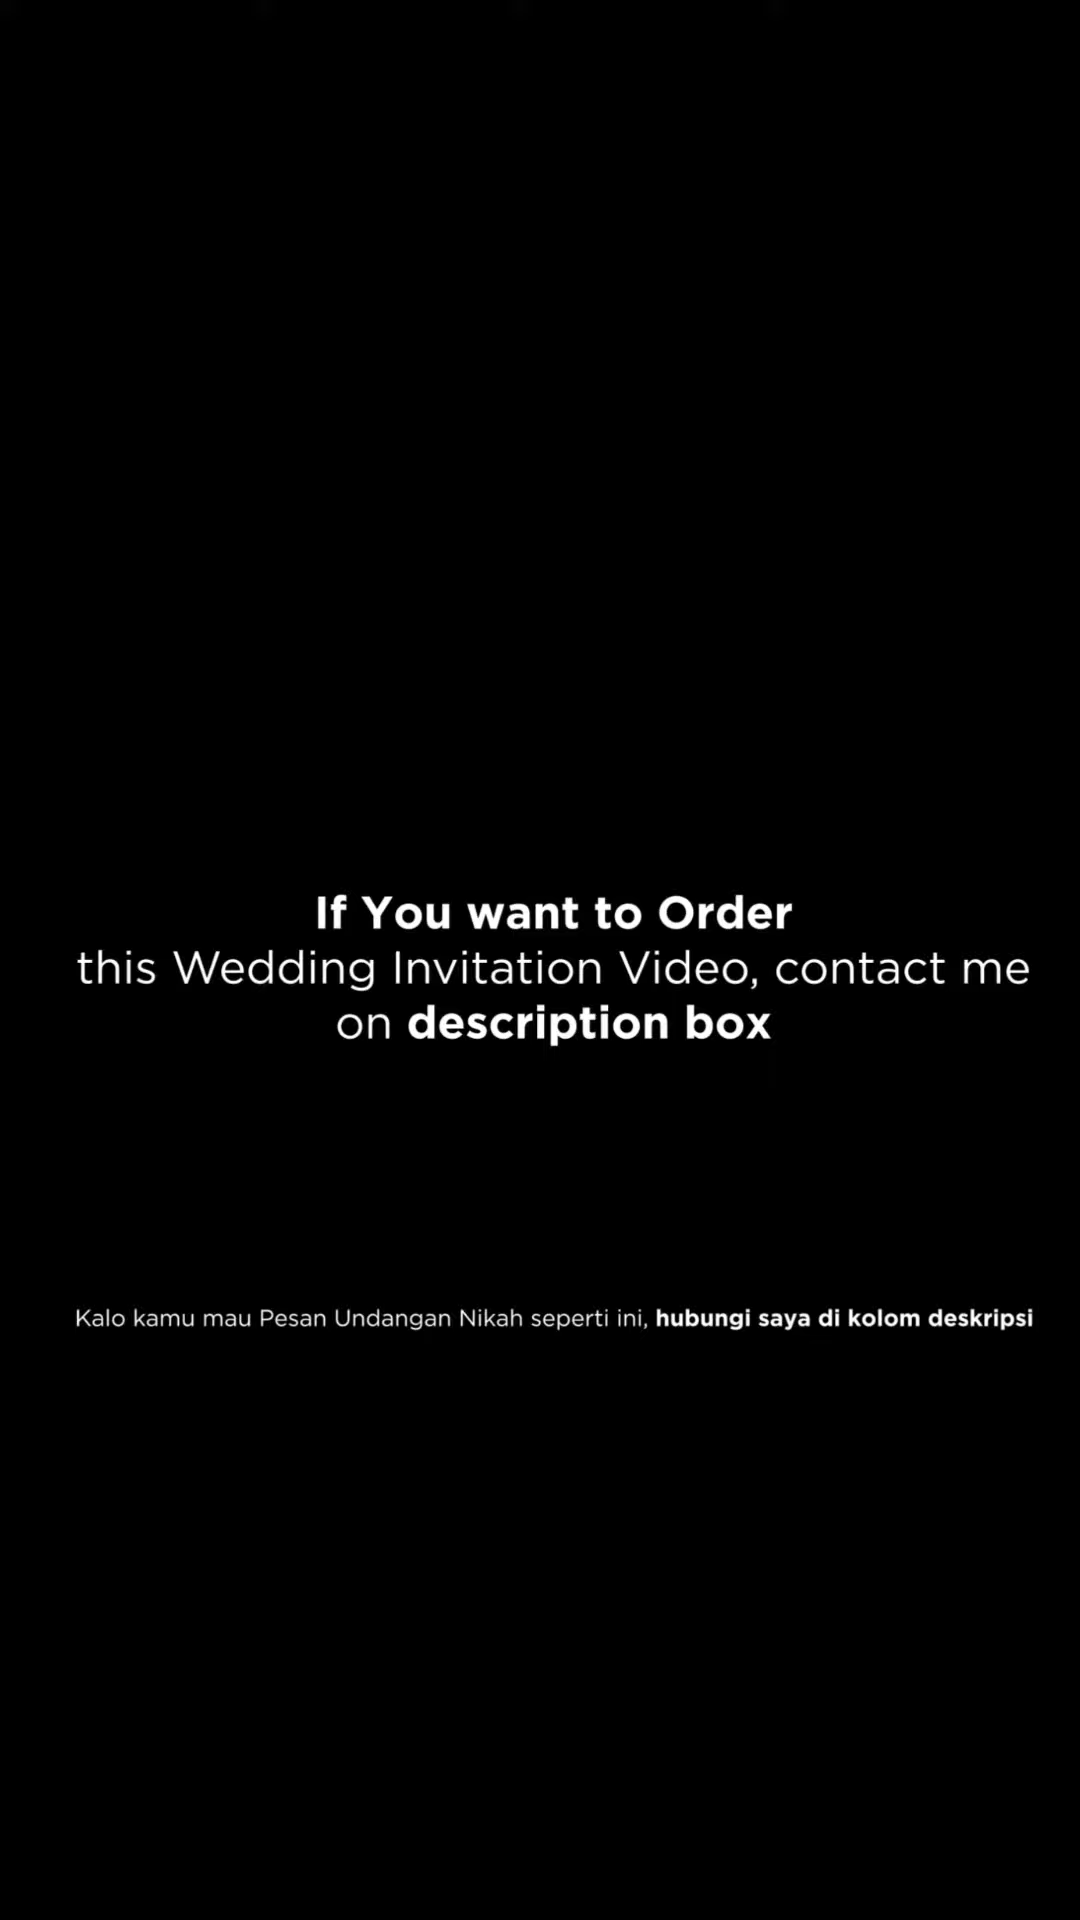 If You want to Order
this Wedding Invitation Video, contact me
on description box
Kalo kamu mau Pesan Undangan Nikah seperti ini, hubungi saya di kolom deskripsi